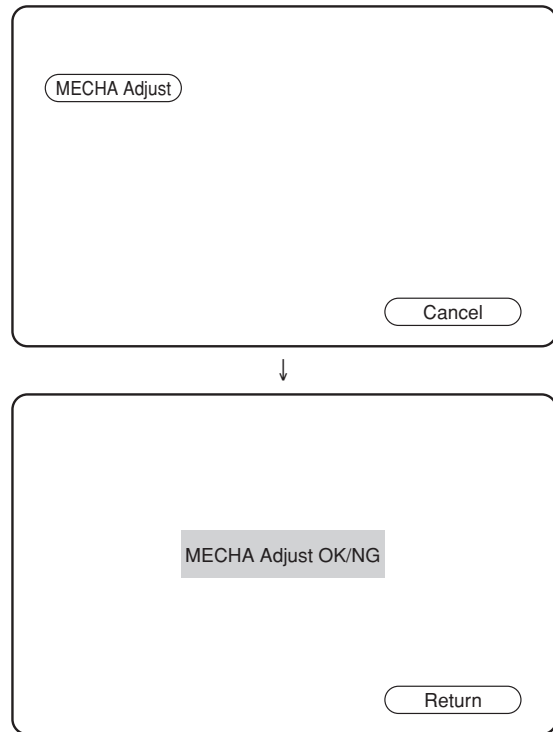 MECHA Adjust
Cancel
↓
MECHA Adjust OK/NG
Return